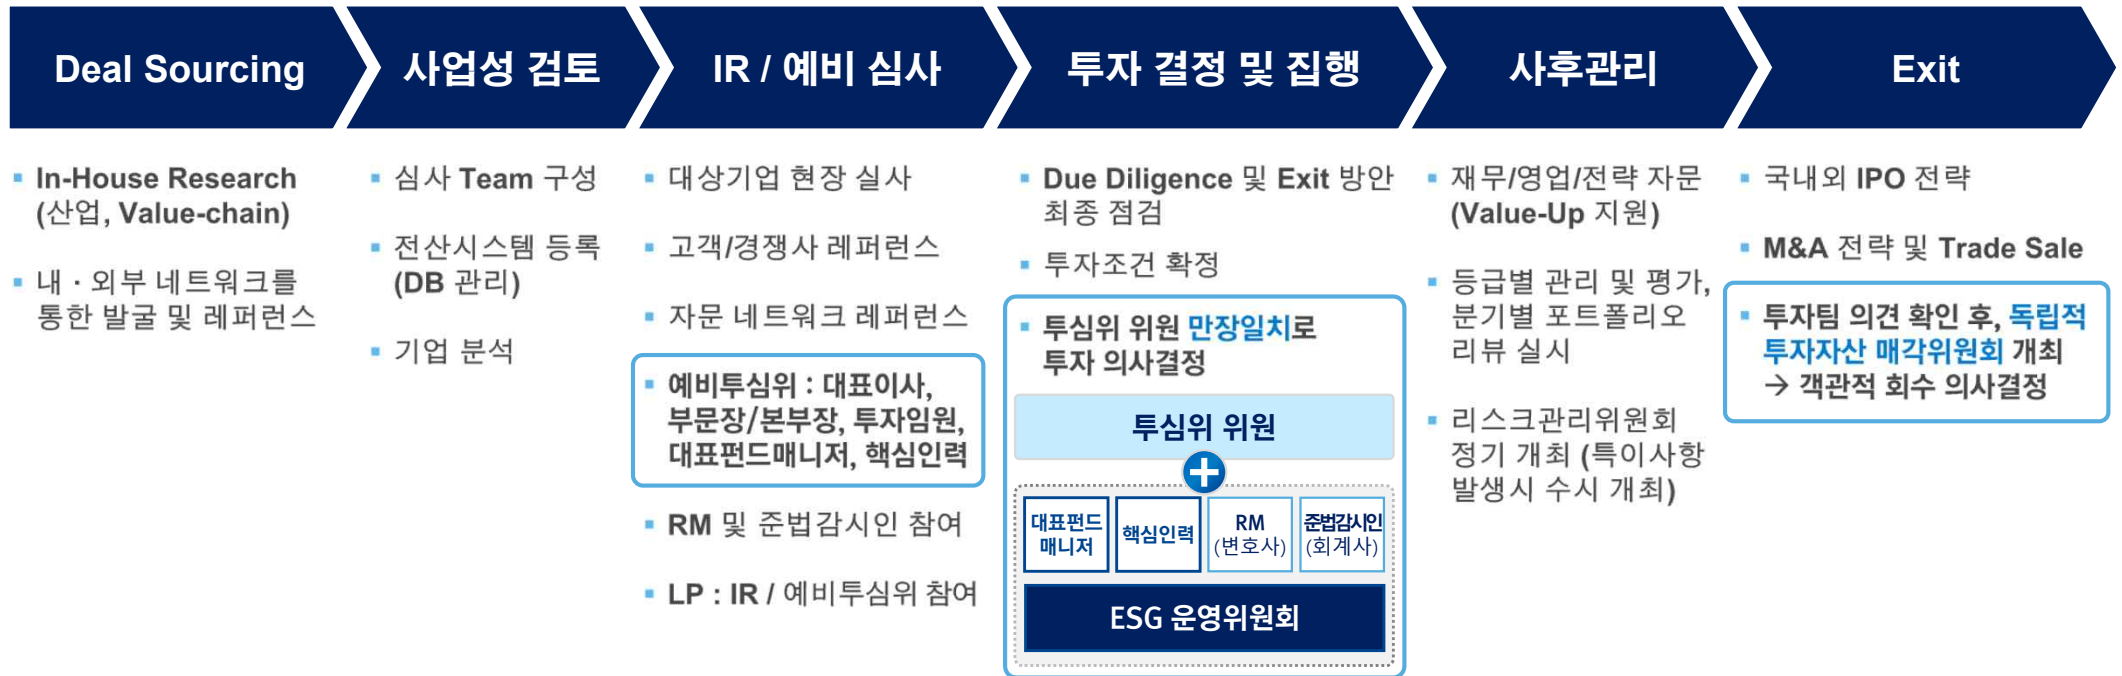 Deal Sourcing
사업성 검토
IR / 예비 심사
투자 결정 및 집행
사후관리
Exit
▪ In-House Research
(산업, Value-chain)
▪ 내 · 외부 네트워크를
통한 발굴 및 레퍼런스
▪ 심사 Team 구성
▪ 전산시스템 등록
(DB 관리)
▪ 기업 분석
▪ 대상기업 현장 실사
▪ 고객/경쟁사 레퍼런스
▪ 자문 네트워크 레퍼런스
▪ 예비투심위 : 대표이사,
부문장/본부장, 투자임원,
대표펀드매니저, 핵심인력
▪ RM 및 준법감시인 참여
▪ LP : IR / 예비투심위 참여
▪ Due Diligence 및 Exit 방안
최종 점검
▪ 투자조건 확정
▪ 투심위 위원 만장일치로
투자 의사결정
투심위 위원
+
대표펀드
매니저
핵심인력
RM
(변호사)
준법감시인
(회계사)
ESG 운영위원회
▪ 재무/영업/전략 자문
(Value-Up 지원)
▪ 등급별 관리 및 평가,
분기별 포트폴리오
리뷰 실시
▪ 리스크관리위원회
정기 개최 (특이사항
발생시 수시 개최)
▪ 국내외 IPO 전략
▪ M&A 전략 및 Trade Sale
▪ 투자팀 의견 확인 후, 독립적
투자자산 매각위원회 개최
→ 객관적 회수 의사결정